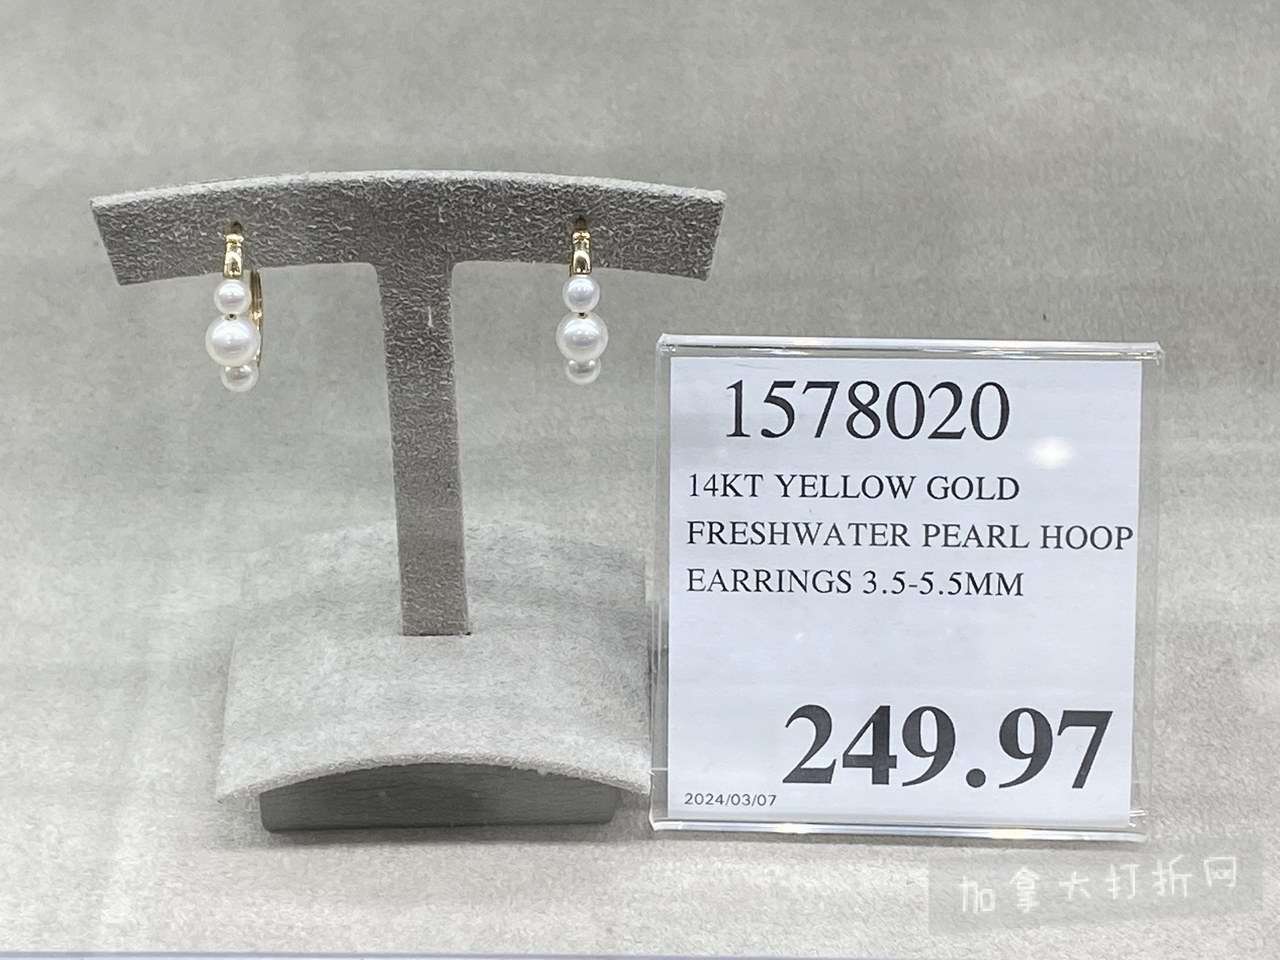 1578020
14KT YELLOW GOLD
FRESHWATER PEARL HOOP
EARRINGS 3.5-5.5MM
249.97
2024/03/07
加拿大打折网